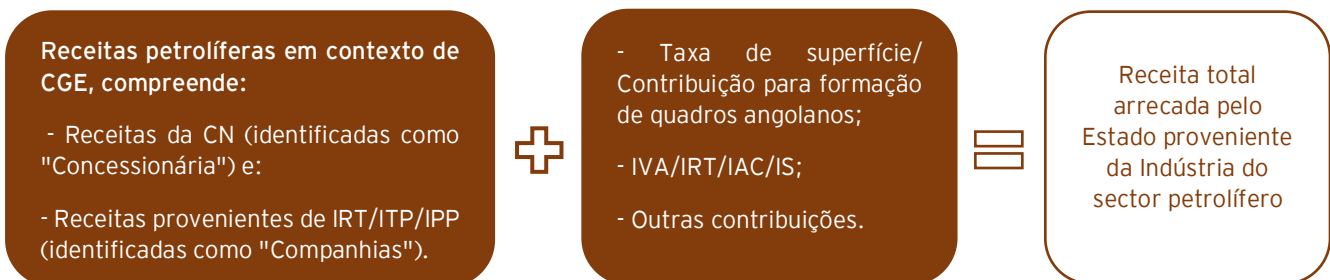 Receitas petrolíferas em contexto de
CGE, compreende:
- Receitas da CN (identificadas como
"Concessionária") e:
- Receitas provenientes de IRT/ITP/IPP
(identificadas como "Companhias").
- Taxa de superfície/
Contribuição para formação
de quadros angolanos;
- IVA/IRT/IAC/IS;
- Outras contribuições.
Receita total
arrecada pelo
Estado proveniente
da Indústria do
sector petrolífero